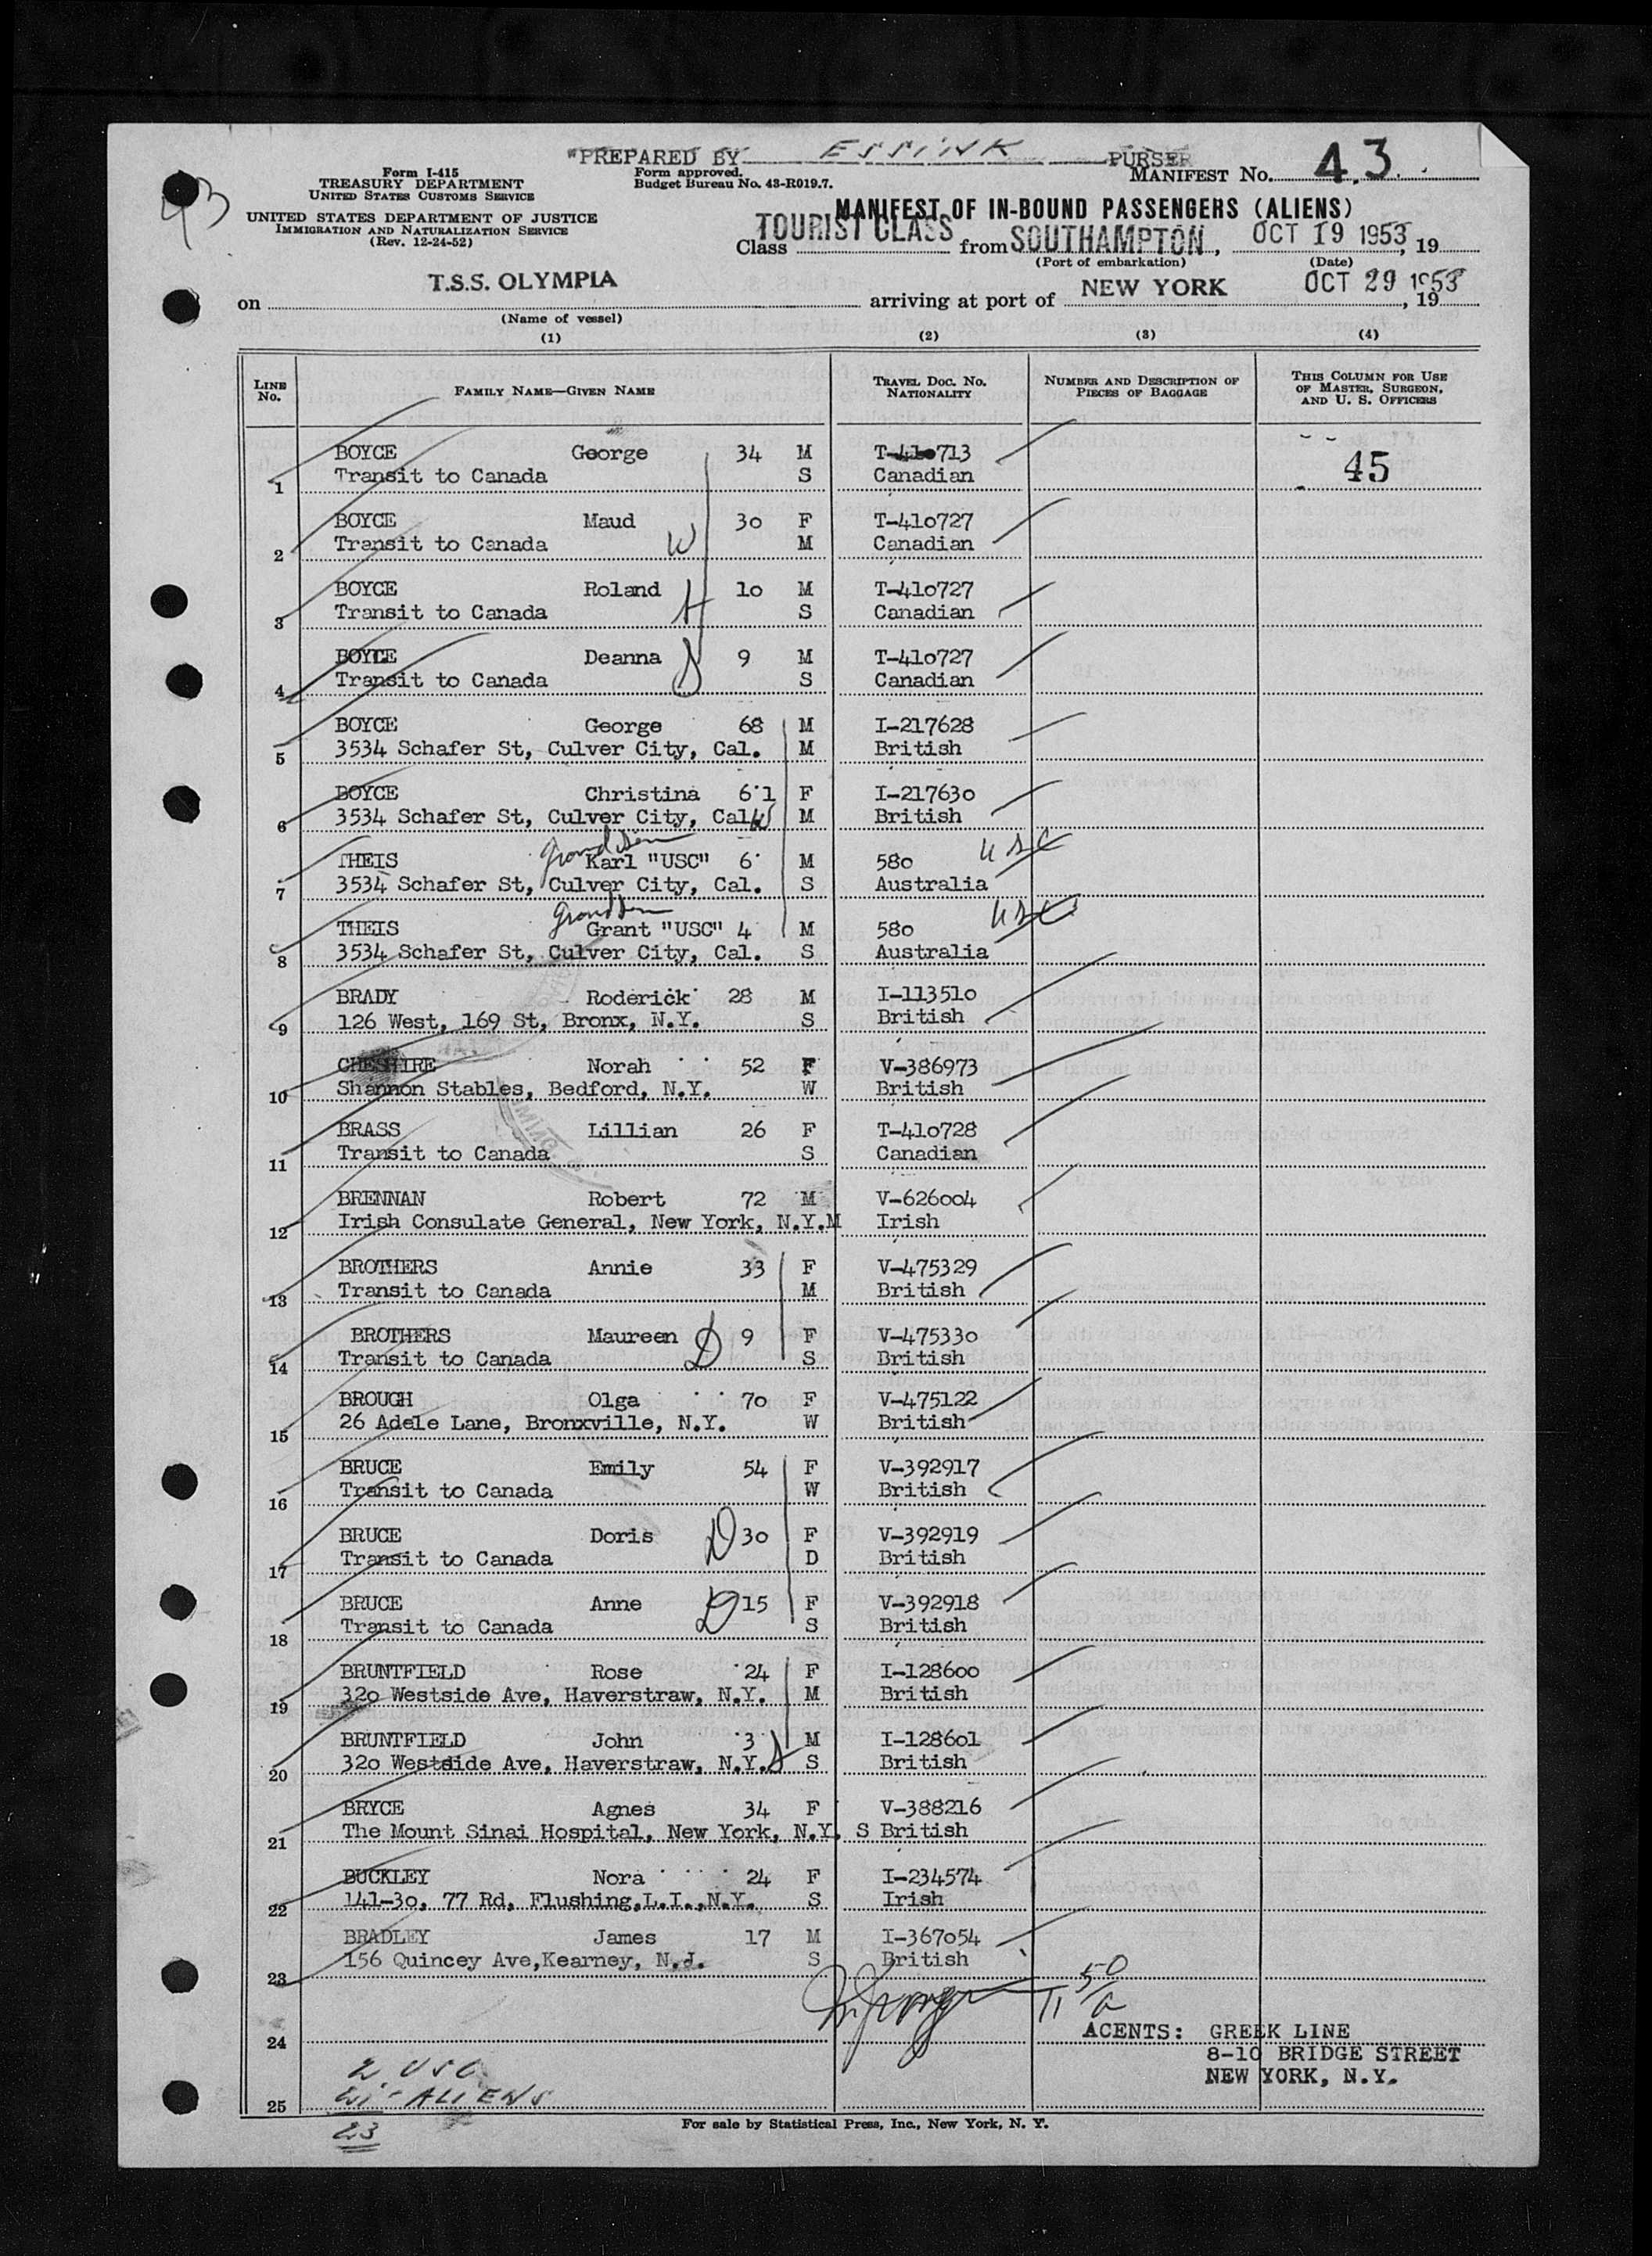 "PREPARED BY ESSINK PURSER
Form I-415
TREASURY DEPARTMENT
UNITED STATES CUSTOMS SERVICE
Form approved.
Budget Bureau No. 43-R019.7.
MANIFEST No. 43
93
UNITED STATES DEPARTMENT OF JUSTICE
IMMIGRATION AND NATURALIZATION SERVICE
(Rev. 12-24-52)
MANIFEST OF IN-BOUND PASSENGERS (ALIENS)
Class TOURIST CLASS from SOUTHAMPTON, OCT 19 1953, 19
(Port of embarkation) (Date)
on T.S.S. OLYMPIA arriving at port of NEW YORK OCT 29 1953, 19
(Name of vessel)
(1) (2) (3) (4)
LINE No. FAMILY NAME—GIVEN NAME TRAVEL DOC. No. NATIONALITY NUMBER AND DESCRIPTION OF PIECES OF BAGGAGE THIS COLUMN FOR USE OF MASTER, SURGEON, AND U. S. OFFICERS
BOYCE George 34 M T-410713
1 Transit to Canada S Canadian 45
BOYCE Maud 30 F T-410727
2 Transit to Canada W M Canadian
BOYCE Roland 10 M T-410727
3 Transit to Canada S Canadian
BOYCE Deanna 9 M T-410727
4 Transit to Canada S Canadian
BOYCE George 68 M I-217628
5 3534 Schafer St, Culver City, Cal. M British
BOYCE Christina 61 F I-217630
6 3534 Schafer St, Culver City, Cal. W M British
grandson usc
THEIS Karl "USC" 6 M 580
7 3534 Schafer St, Culver City, Cal. S Australia
grandson usc
THEIS Grant "USC" 4 M 580
8 3534 Schafer St, Culver City, Cal. S Australia
BRADY Roderick 28 M I-113510
9 126 West, 169 St, Bronx, N.Y. S British
CHESHIRE Norah 52 F V-386973
10 Shannon Stables, Bedford, N.Y. W British
BRASS Lillian 26 F T-410728
11 Transit to Canada S Canadian
BRENNAN Robert 72 M V-626004
12 Irish Consulate General, New York, N.Y.M Irish
BROTHERS Annie 33 F V-475329
13 Transit to Canada M British
BROTHERS Maureen D 9 F V-475330
14 Transit to Canada S British
BROUGH Olga 70 F V-475122
15 26 Adele Lane, Bronxville, N.Y. W British
BRUCE Emily 54 F V-392917
16 Transit to Canada W British
BRUCE Doris D 30 F V-392919
17 Transit to Canada D British
BRUCE Anne D 15 F V-392918
18 Transit to Canada S British
BRUNTFIELD Rose 24 F I-128600
19 320 Westside Ave, Haverstraw, N.Y. M British
BRUNTFIELD John 3 M I-128601
20 320 Westside Ave, Haverstraw, N.Y. S British
BRYCE Agnes 34 F V-388216
21 The Mount Sinai Hospital, New York, N.Y. S British
BUCKLEY Nora 24 F I-234574
22 141-30, 77 Rd, Flushing,L.I.,N.Y. S Irish
BRADLEY James 17 M I-367054
23 156 Quincey Ave,Kearney, N.J. S British
24
AGENTS: GREEK LINE
8-10 BRIDGE STREET
NEW YORK, N.Y.
2 USC
21 - ALIENS
25
23
For sale by Statistical Press, Inc., New York, N. Y.